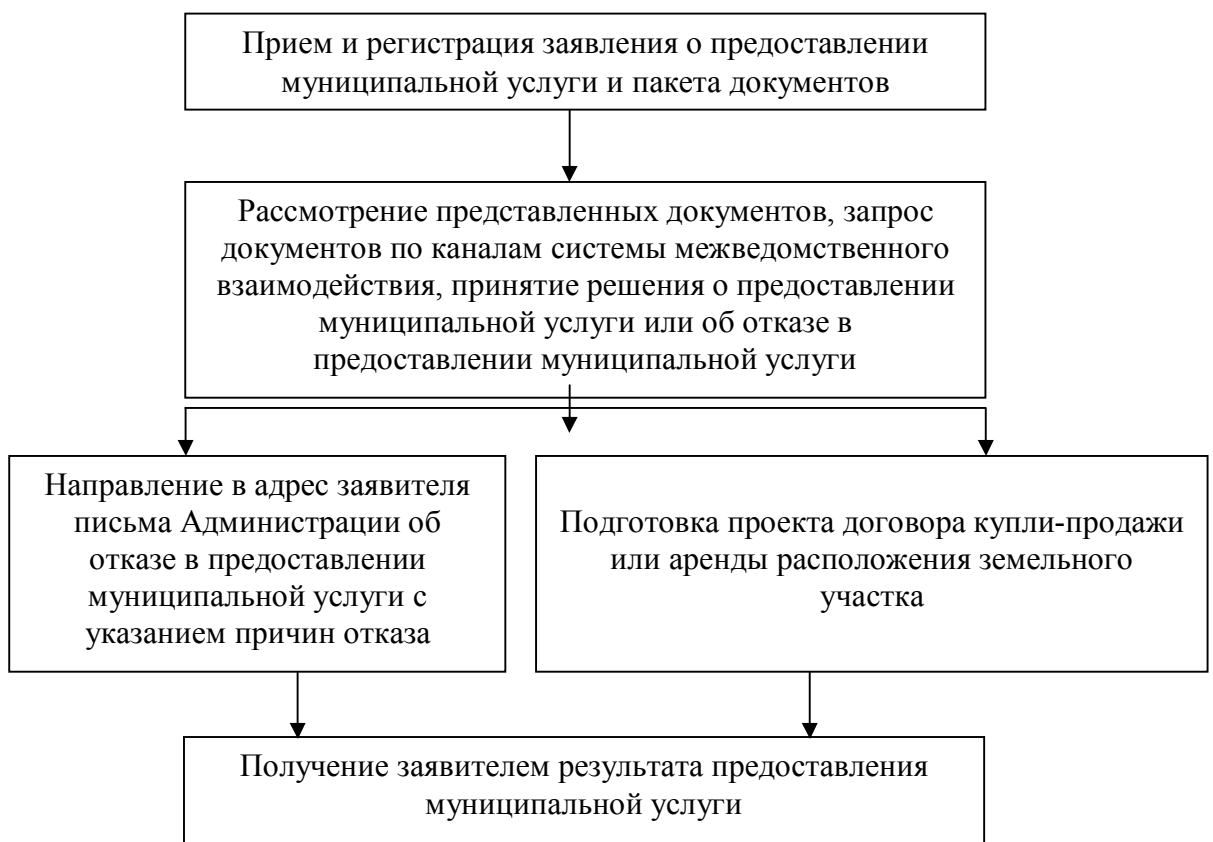 Прием и регистрация заявления о предоставлении
муниципальной услуги и пакета документов
Рассмотрение представленных документов, запрос
документов по каналам системы межведомственного
взаимодействия, принятие решения о предоставлении
муниципальной услуги или об отказе в
предоставлении муниципальной услуги
Направление в адрес заявителя
письма Администрации об
отказе в предоставлении
муниципальной услуги с
указанием причин отказа
Подготовка проекта договора купли-продажи
или аренды расположения земельного
участка
Получение заявителем результата предоставления
муниципальной услуги